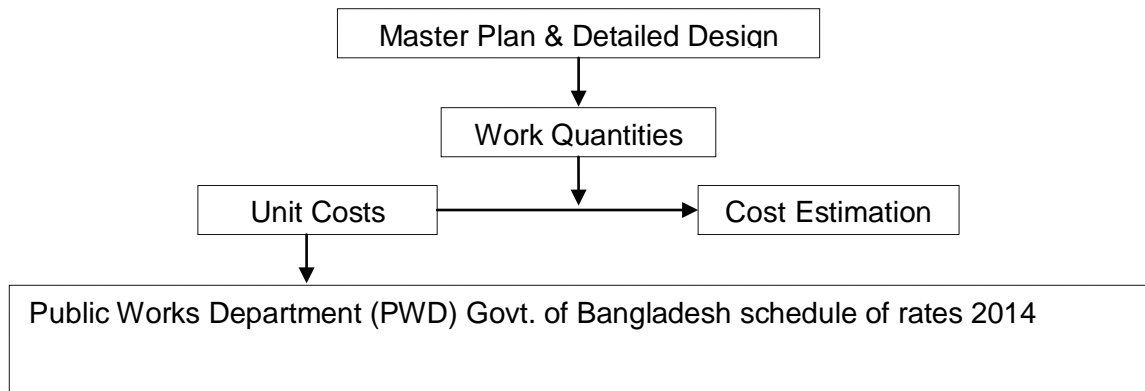 Master Plan & Detailed Design
Work Quantities
Unit Costs
Cost Estimation
Public Works Department (PWD) Govt. of Bangladesh schedule of rates 2014